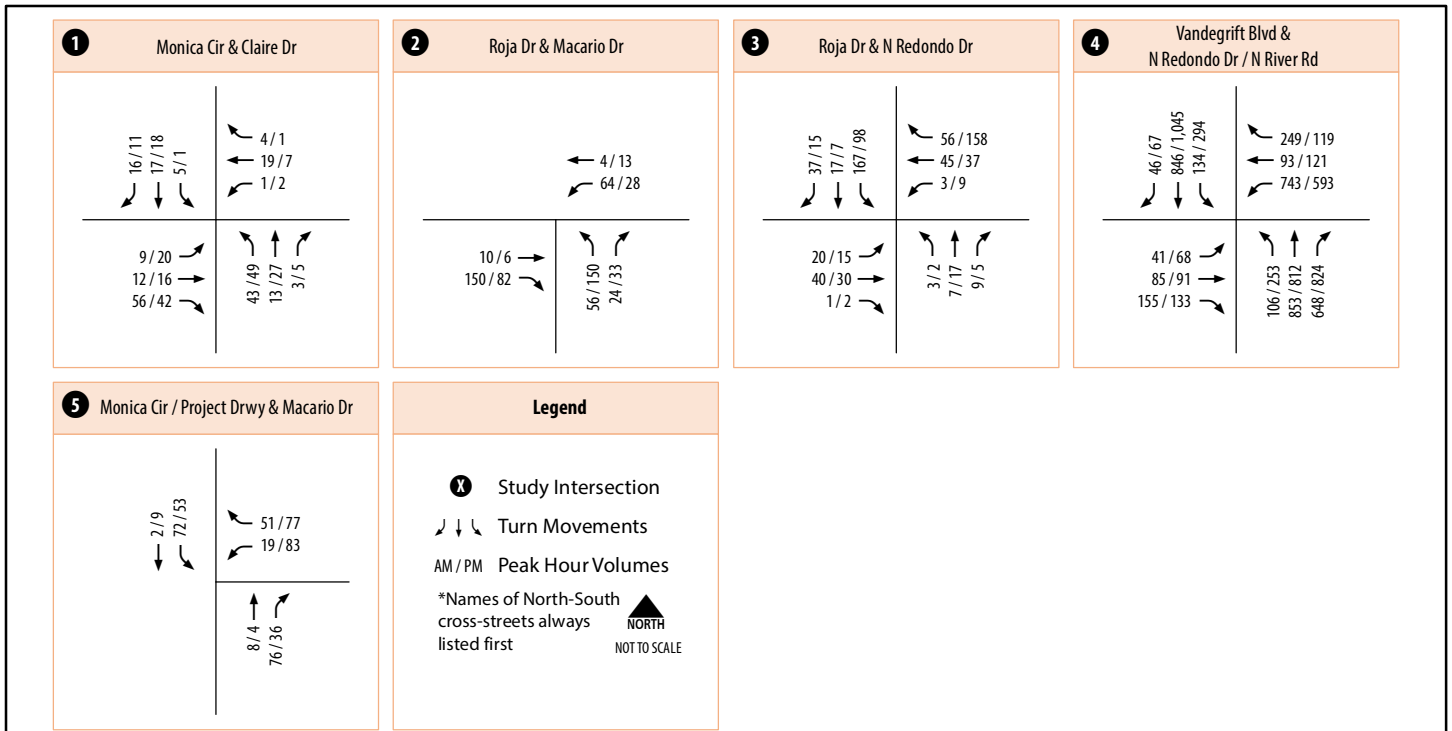 1
Monica Cir & Claire Dr
16 / 11
17 / 18
5 / 1
4 / 1
19 / 7
1 / 2
9 / 20
12 / 16
56 / 42
43 / 49
13 / 27
3 / 5
2
Roja Dr & Macario Dr
4 / 13
64 / 28
10 / 6
150 / 82
56 / 150
24 / 33
3
Roja Dr & N Redondo Dr
37 / 15
17 / 7
167 / 98
56 / 158
45 / 37
3 / 9
20 / 15
40 / 30
1 / 2
3 / 2
7 / 17
9 / 5
4
Vandegrift Blvd &
N Redondo Dr / N River Rd
46 / 67
846 / 1,045
134 / 294
249 / 119
93 / 121
743 / 593
41 / 68
85 / 91
155 / 133
106 / 253
853 / 812
648 / 824
5
Monica Cir / Project Drwy & Macario Dr
2 / 9
72 / 53
51 / 77
19 / 83
8 / 4
76 / 36
Legend
X Study Intersection
Turn Movements
AM / PM Peak Hour Volumes
*Names of North-South
cross-streets always
listed first
NORTH
NOT TO SCALE